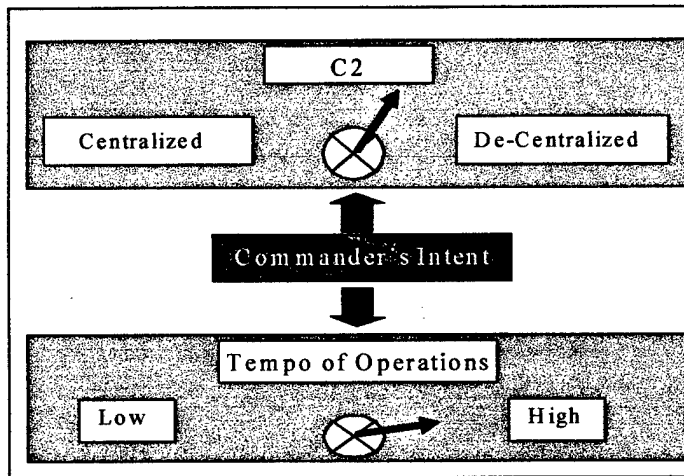 C2
Centralized
De-Centralized
Commander's Intent
Tempo of Operations
Low
High